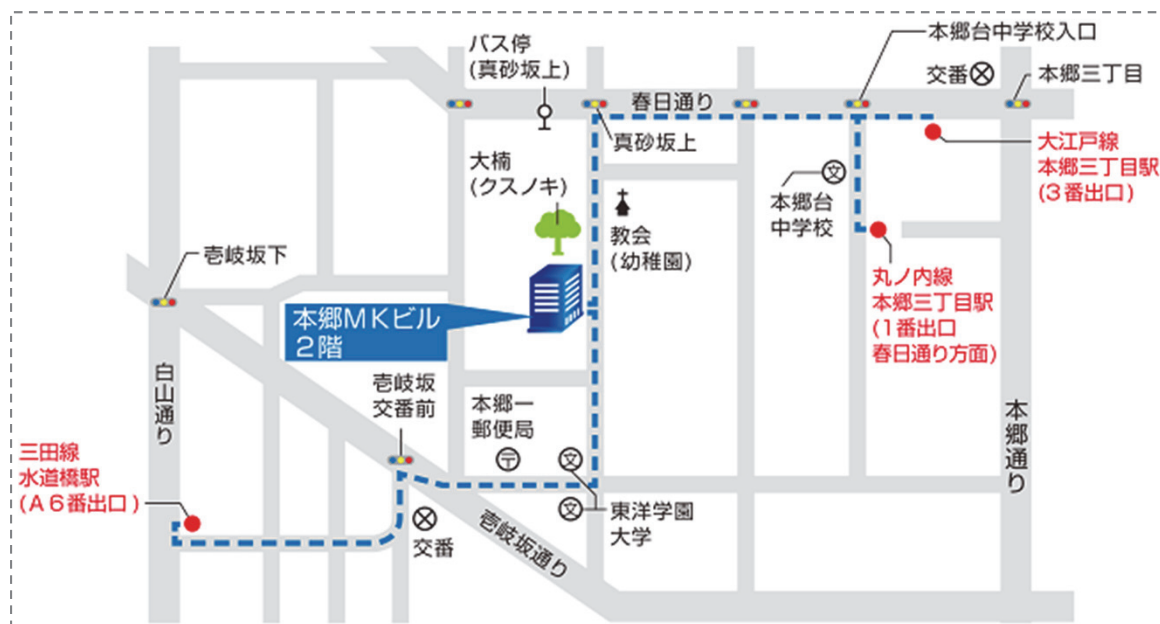 本郷台中学校入口
バス停
(真砂坂上)
交番
本郷三丁目
春日通り
真砂坂上
大江戸線
本郷三丁目駅
(3番出口)
大楠
(クスノキ)
文
本郷台
中学校
教会
(幼稚園)
壱岐坂下
丸ノ内線
本郷三丁目駅
(1番出口
春日通り方面)
本郷MKビル
2階
白山通り
壱岐坂
交番前
本郷一
郵便局
〒
文
本郷通り
三田線
水道橋駅
(A6番出口)
文
東洋学園
大学
交番
壱岐坂通り